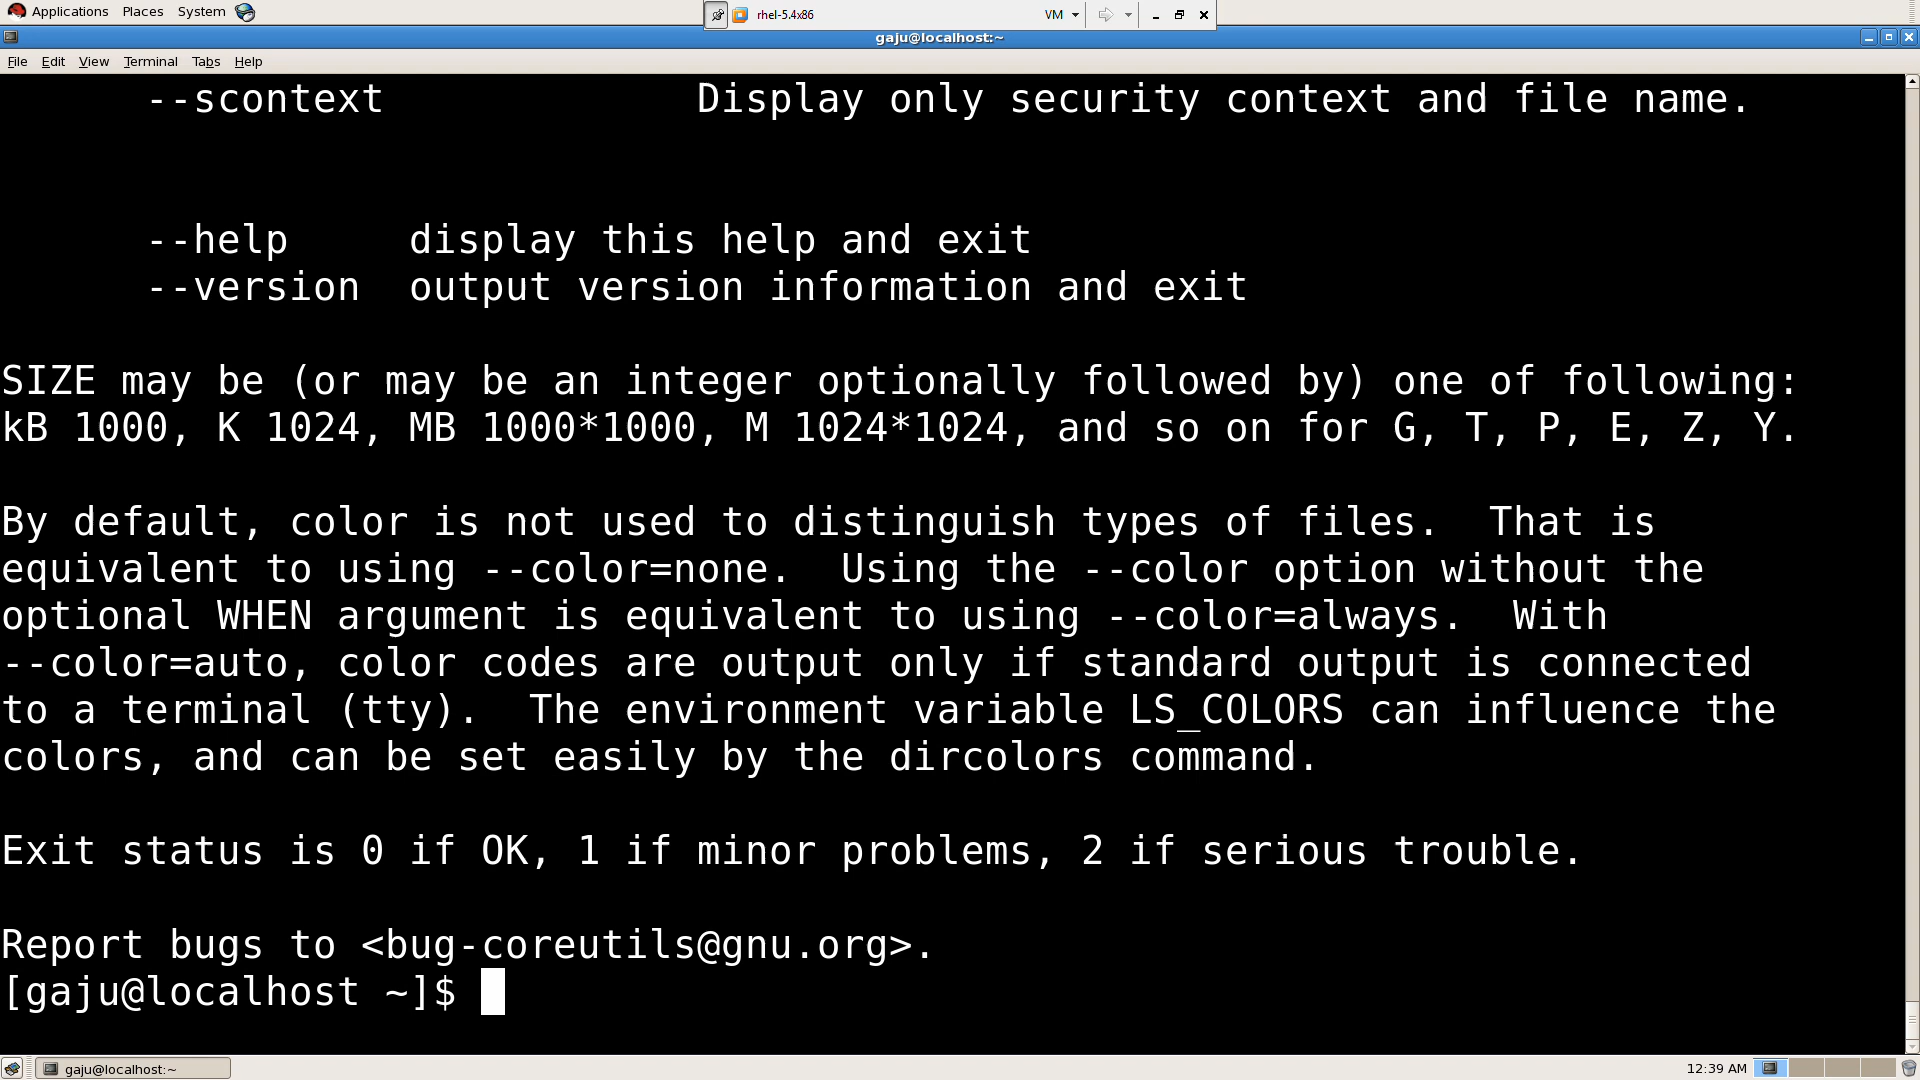 Applications Places System
rhel-5.4x86 VM
gaju@localhost:~
File Edit View Terminal Tabs Help
--scontext Display only security context and file name.
--help display this help and exit
--version output version information and exit
SIZE may be (or may be an integer optionally followed by) one of following:
kB 1000, K 1024, MB 1000*1000, M 1024*1024, and so on for G, T, P, E, Z, Y.
By default, color is not used to distinguish types of files.  That is
equivalent to using --color=none.  Using the --color option without the
optional WHEN argument is equivalent to using --color=always.  With
--color=auto, color codes are output only if standard output is connected
to a terminal (tty).  The environment variable LS_COLORS can influence the
colors, and can be set easily by the dircolors command.
Exit status is 0 if OK, 1 if minor problems, 2 if serious trouble.
Report bugs to <bug-coreutils@gnu.org>.
[gaju@localhost ~]$
gaju@localhost:~ 12:39 AM